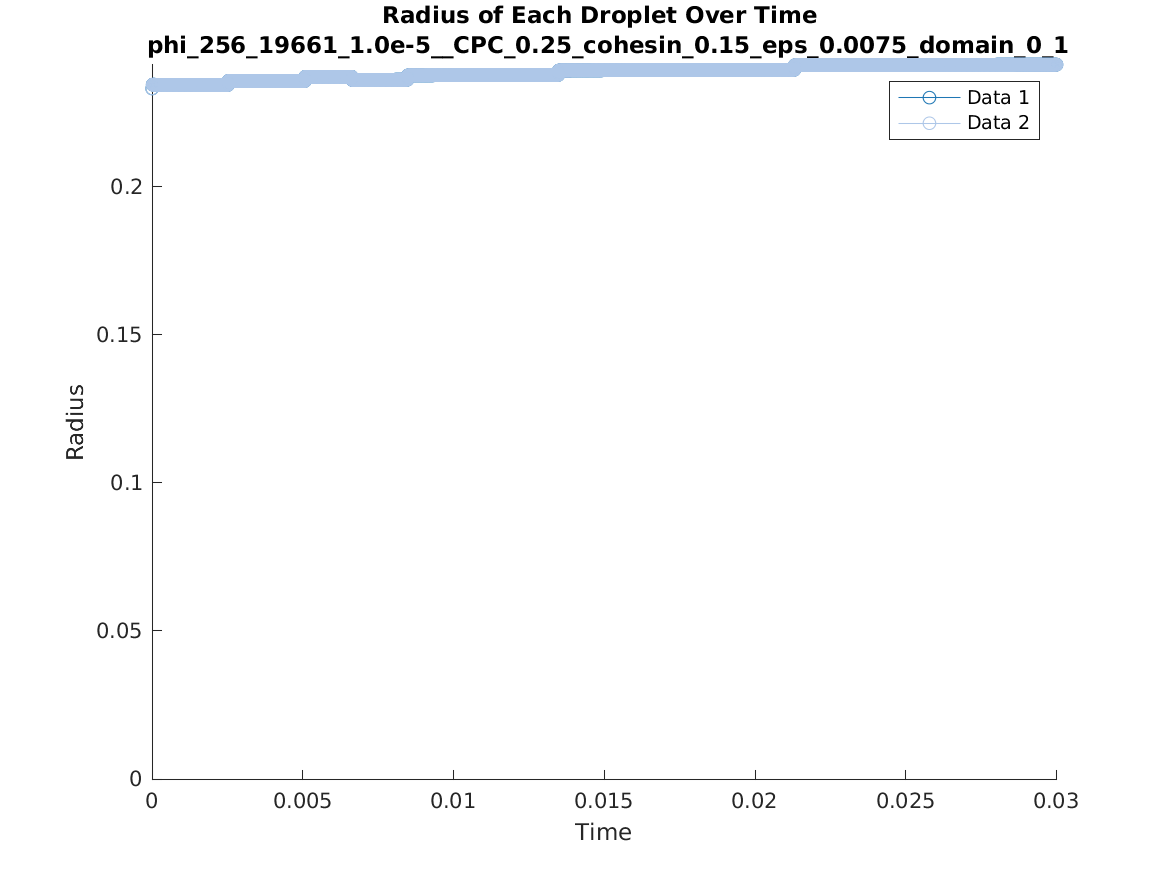 Radius of Each Droplet Over Time
phi_256_19661_1.0e-5__CPC_0.25_cohesin_0.15_eps_0.0075_domain_0_1
Data 1
Data 2
0.2
0.15
0.1
0.05
0
Radius
0
0.005
0.01
0.015
0.02
0.025
0.03
Time